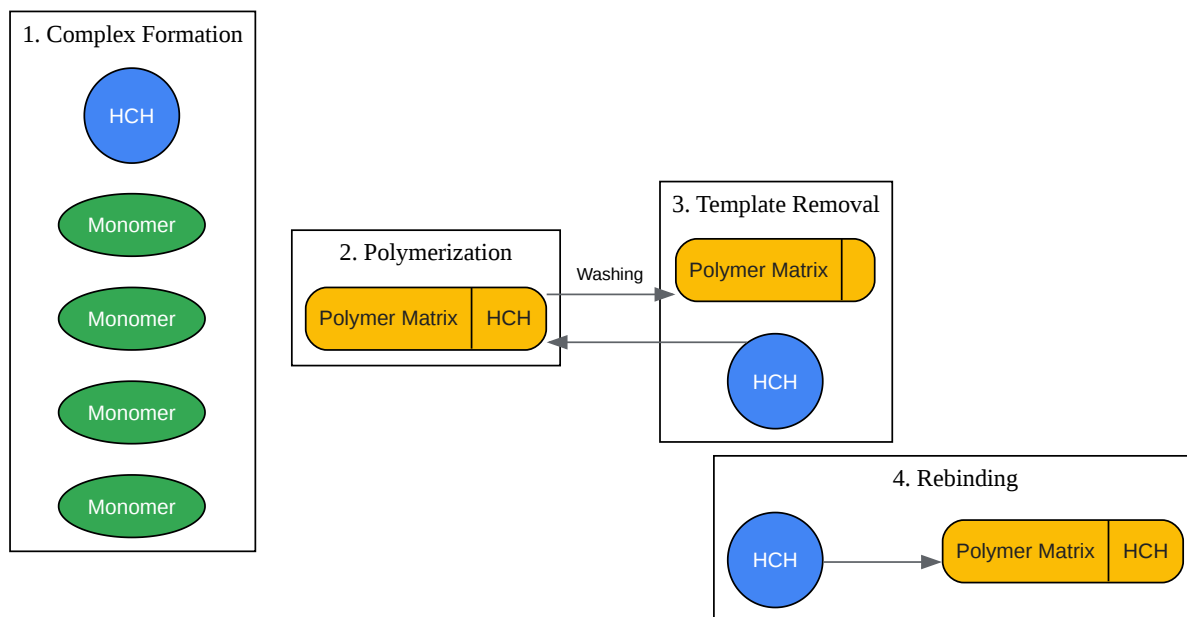 1. Complex Formation
HCH
Monomer
Monomer
Monomer
Monomer
2. Polymerization
Polymer Matrix
HCH
Washing
3. Template Removal
Polymer Matrix
HCH
4. Rebinding
HCH
Polymer Matrix
HCH